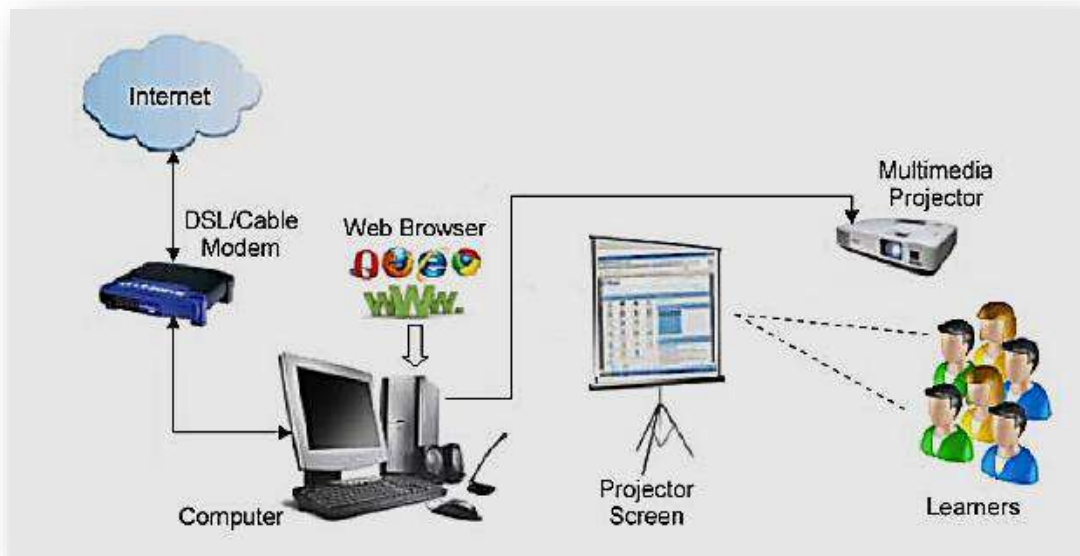 Internet
DSL/Cable
Modem
Web Browser
www.
Multimedia
Projector
Computer
Projector
Screen
Learners